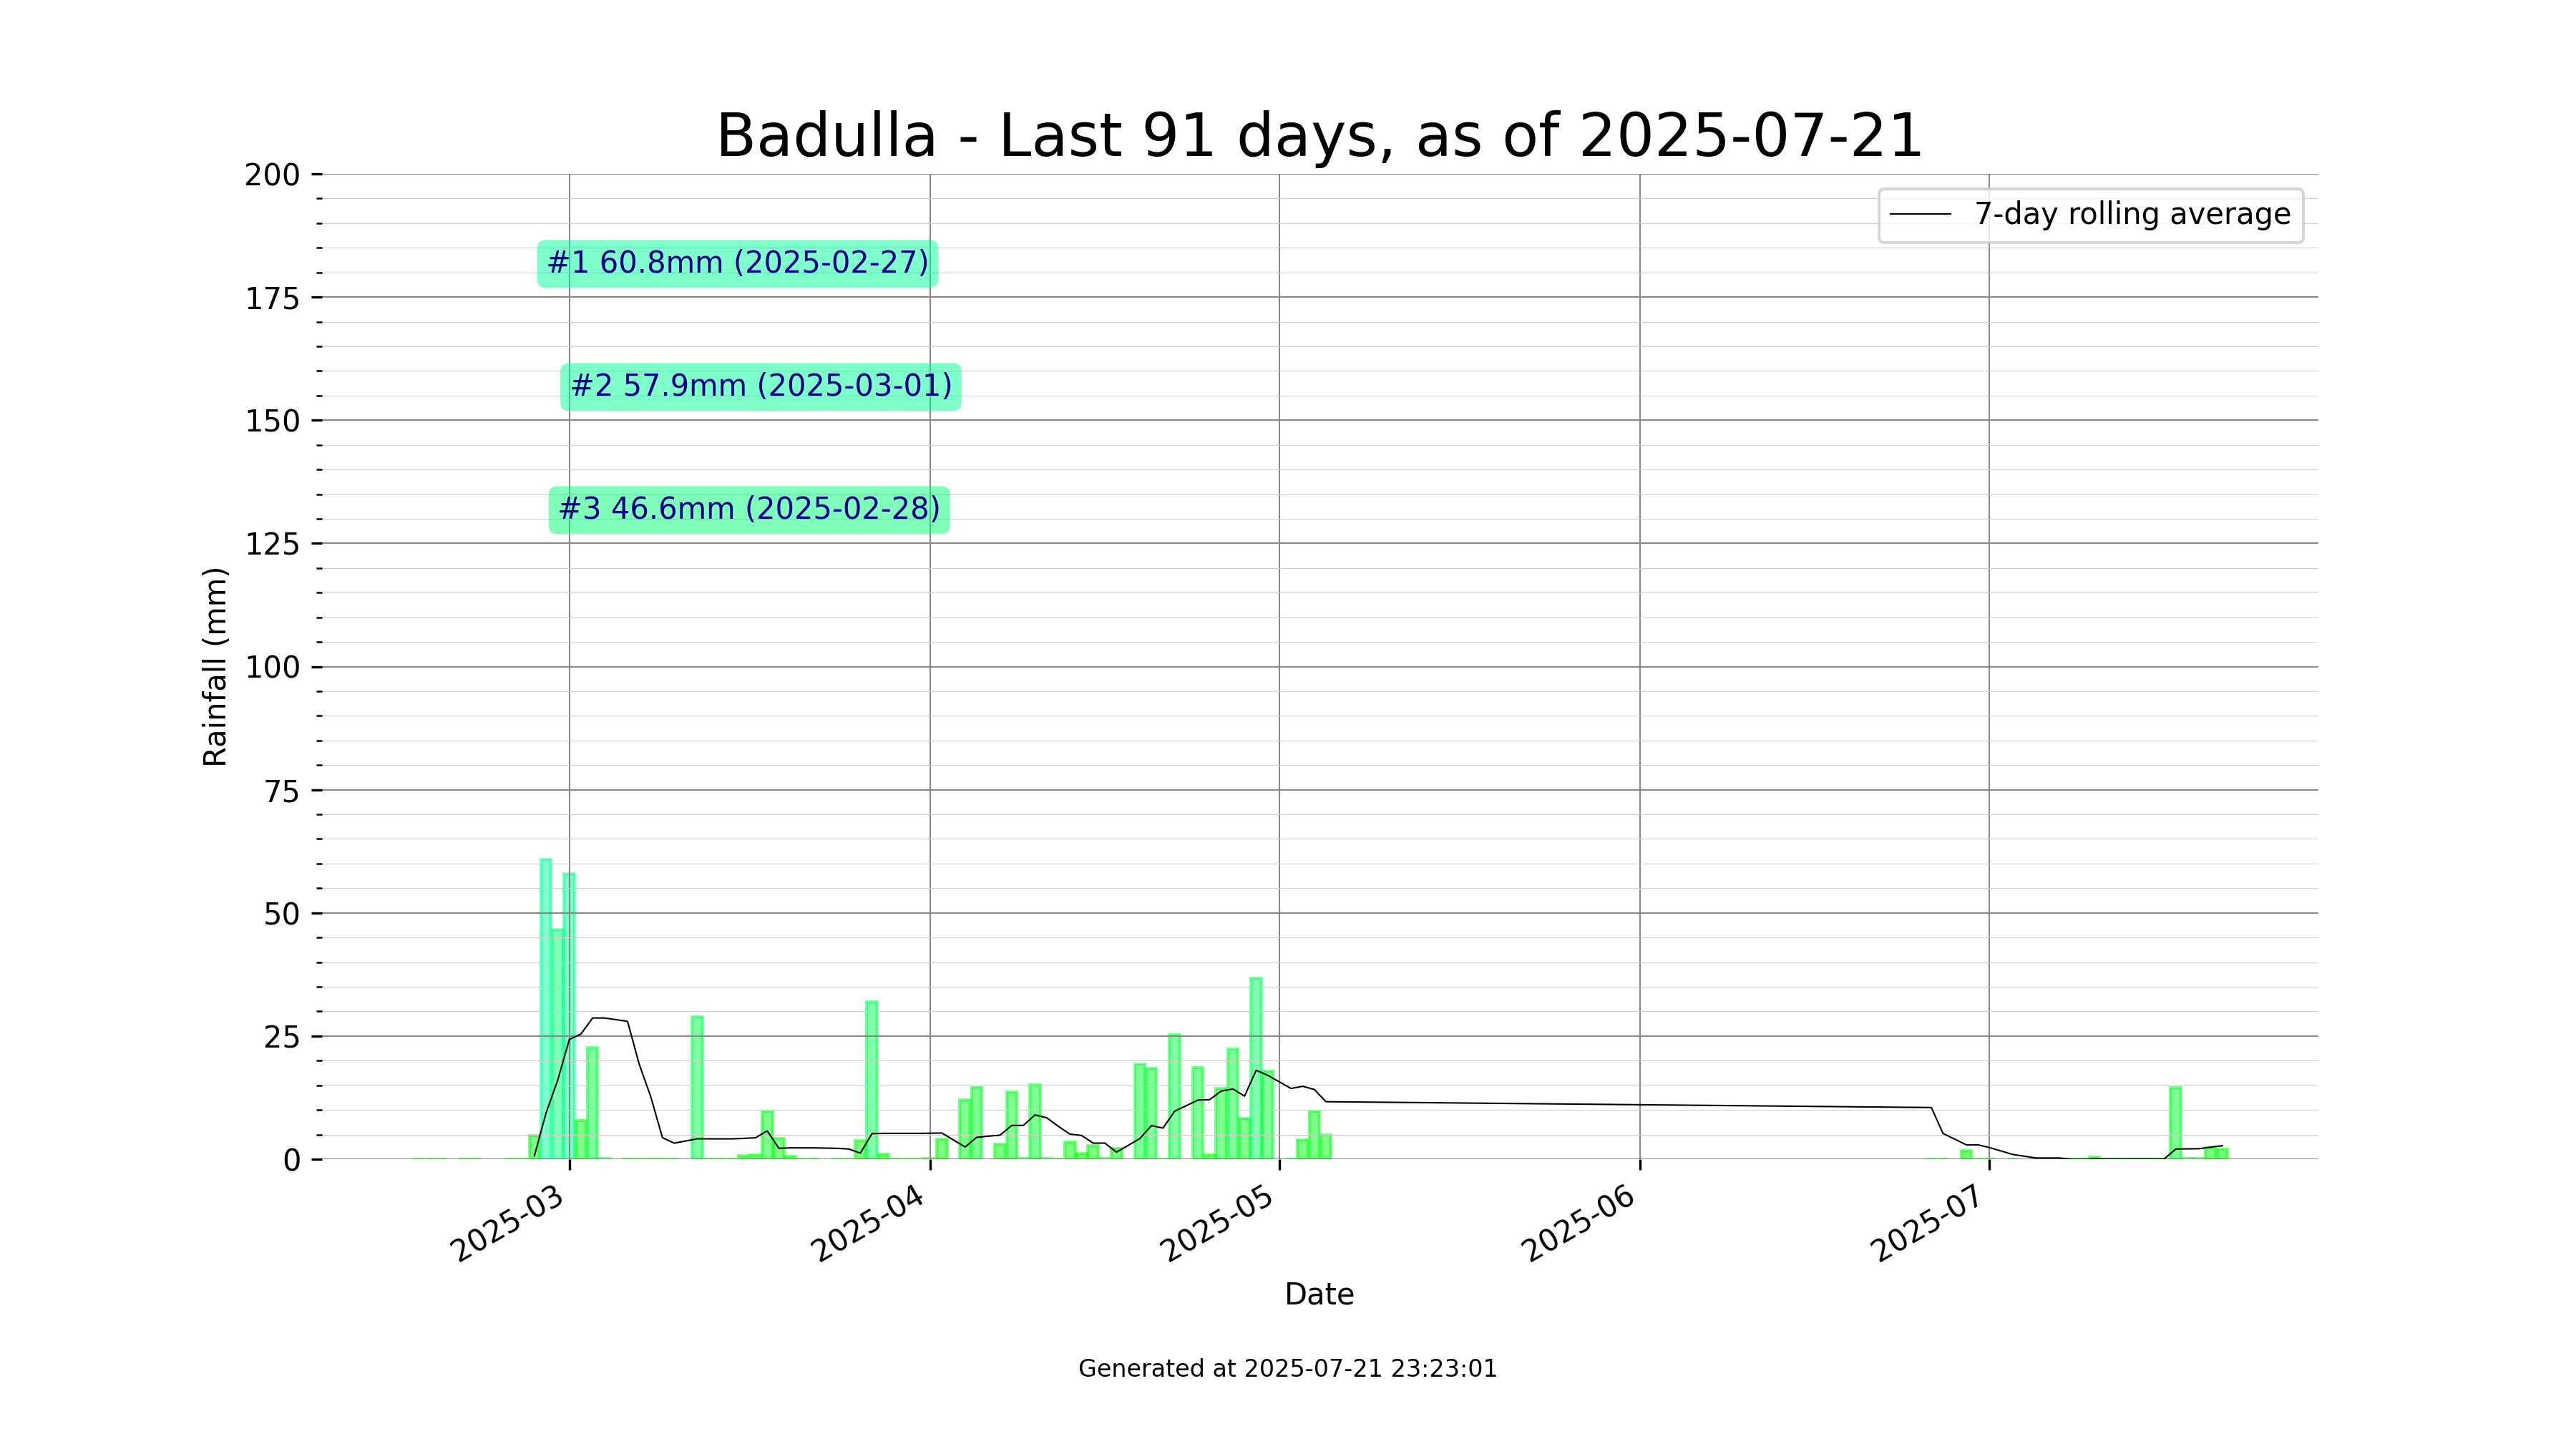 Badulla - Last 91 days, as of 2025-07-21
200
175
150
125
100
75
50
25
0
Rainfall (mm)
7-day rolling average
#1 60.8mm (2025-02-27)
#2 57.9mm (2025-03-01)
#3 46.6mm (2025-02-28)
2025-03
2025-04
2025-05
2025-06
2025-07
Date
Generated at 2025-07-21 23:23:01